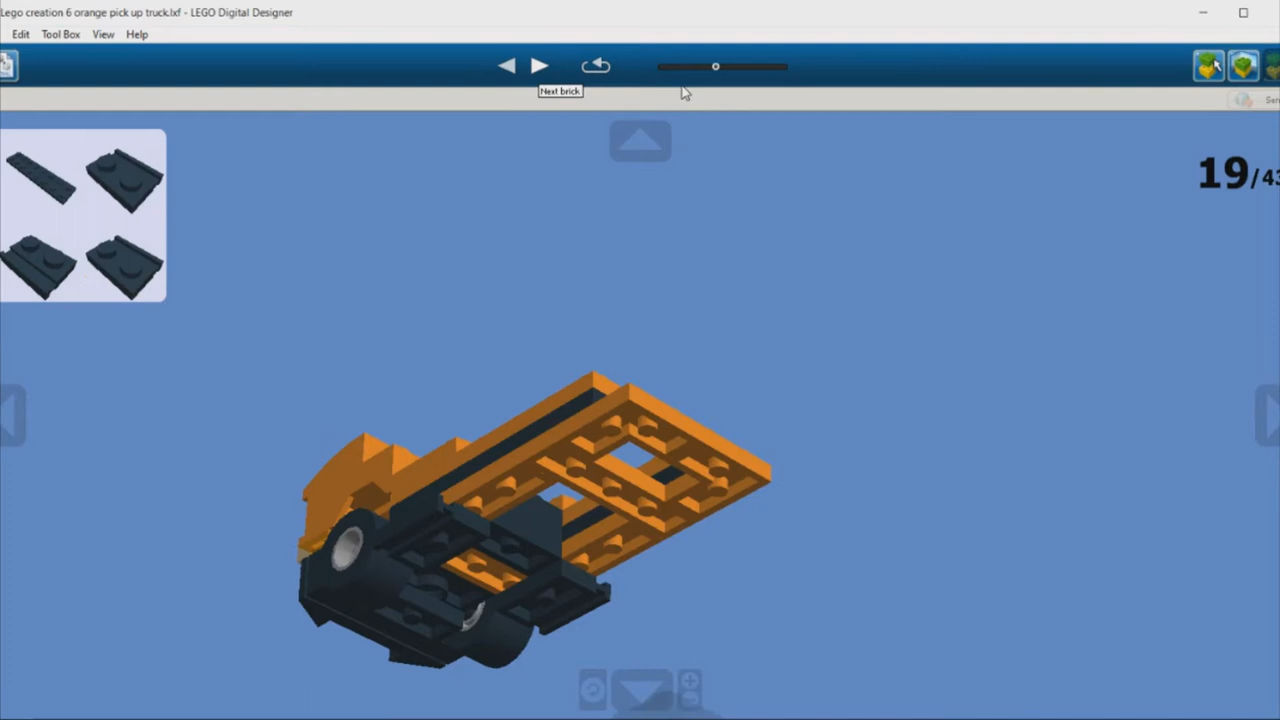 Lego creation 6 orange pick up truck.lxf - LEGO Digital Designer
Edit Tool Box View Help
Next brick
19/43